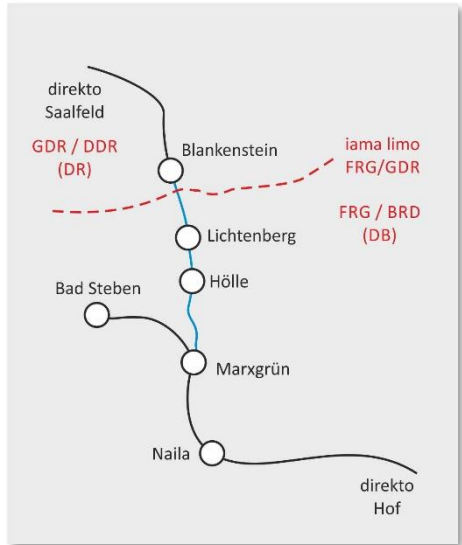 direkto
Saalfeld
GDR / DDR
(DR)
Blankenstein
iama limo
FRG/GDR
FRG / BRD
(DB)
Lichtenberg
Hölle
Bad Steben
Marxgrün
Naila
direkto
Hof